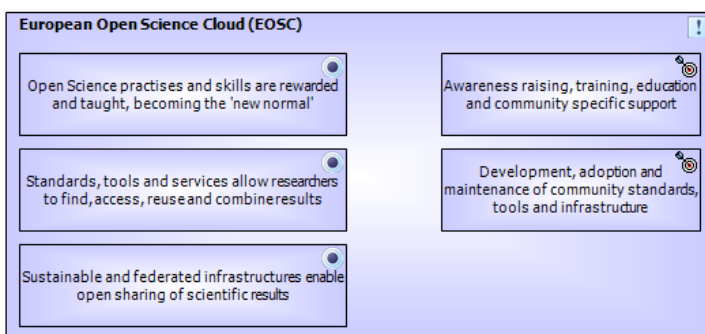 European Open Science Cloud (EOSC)
!
Open Science practises and skills are rewarded
and taught, becoming the 'new normal'
Awareness raising, training, education
and community specific support
Standards, tools and services allow researchers
to find, access, reuse and combine results
Development, adoption and
maintenance of community standards,
tools and infrastructure
Sustainable and federated infrastructures enable
open sharing of scientific results